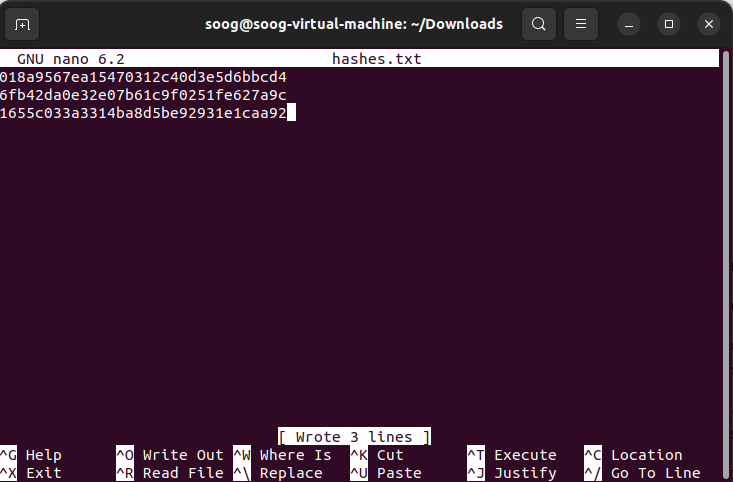 soog@soog-virtual-machine: ~/Downloads
GNU nano 6.2 hashes.txt
018a9567ea15470312c40d3e5d6bbcd4
6fb42da0e32e07b61c9f0251fe627a9c
1655c033a3314ba8d5be92931e1caa92
[ Wrote 3 lines ]
^G Help ^O Write Out ^W Where Is ^K Cut ^T Execute ^C Location
^X Exit ^R Read File ^\ Replace ^U Paste ^J Justify ^/ Go To Line